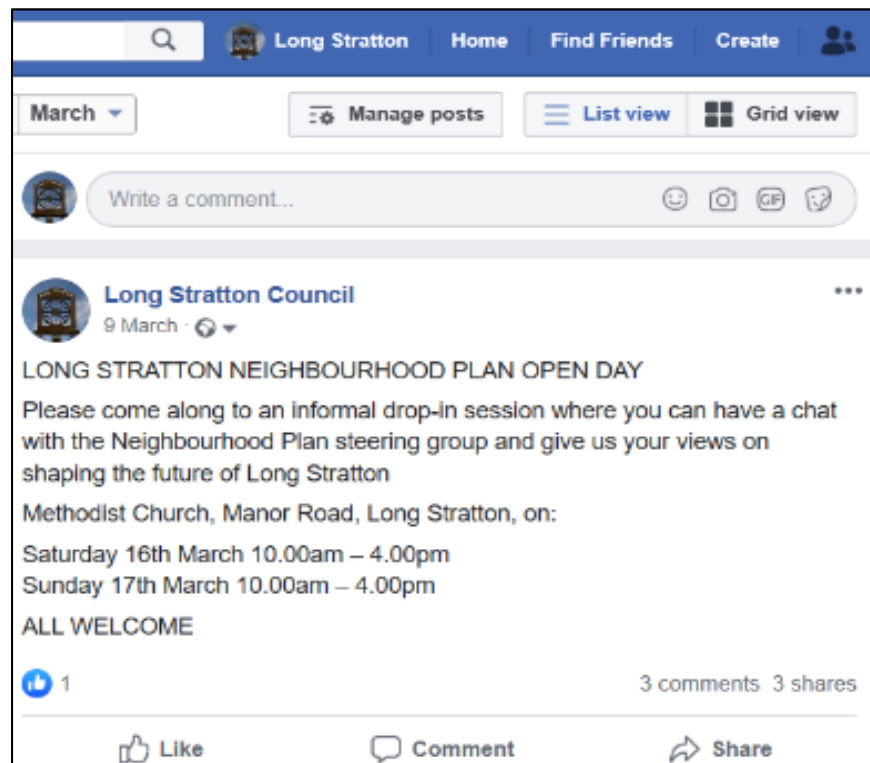 Long Stratton Home Find Friends Create
March Manage posts List view Grid view
Write a comment... GIF
Long Stratton Council
9 March ·
LONG STRATTON NEIGHBOURHOOD PLAN OPEN DAY
Please come along to an informal drop-in session where you can have a chat
with the Neighbourhood Plan steering group and give us your views on
shaping the future of Long Stratton
Methodist Church, Manor Road, Long Stratton, on:
Saturday 16th March 10.00am – 4.00pm
Sunday 17th March 10.00am – 4.00pm
ALL WELCOME
1 3 comments 3 shares
Like Comment Share